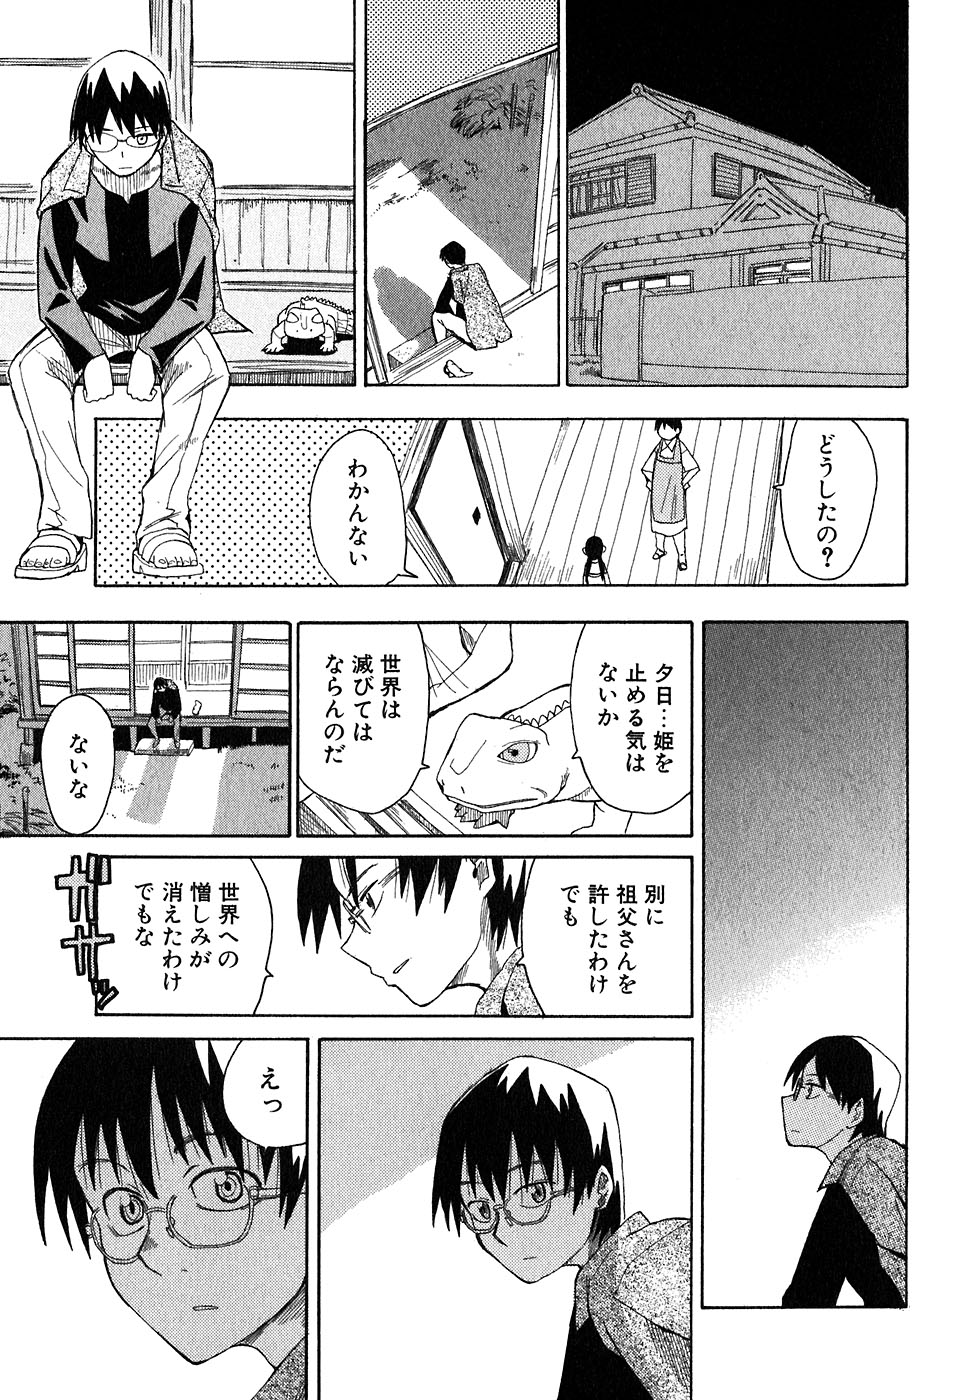 どうしたの？
わかんない
夕日…姫を
止める気は
ないか
世界は
滅びては
ならんのだ
ないな
別に
祖父さんを
許したわけ
でも
世界への
憎しみが
消えたわけ
でもな
ガサッ
えっ